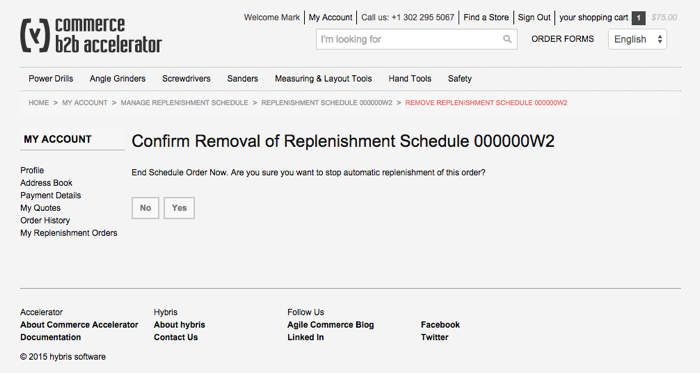 commerce
b2b accelerator
Welcome Mark My Account Call us: +1 302 295 5067 Find a Store Sign Out your shopping cart 1 $75.00
I'm looking for ORDER FORMS English
Power Drills Angle Grinders Screwdrivers Sanders Measuring & Layout Tools Hand Tools Safety
HOME > MY ACCOUNT > MANAGE REPLENISHMENT SCHEDULE > REPLENISHMENT SCHEDULE 000000W2 > REMOVE REPLENISHMENT SCHEDULE 000000W2
MY ACCOUNT
Profile
Address Book
Payment Details
My Quotes
Order History
My Replenishment Orders
Confirm Removal of Replenishment Schedule 000000W2
End Schedule Order Now. Are you sure you want to stop automatic replenishment of this order?
No Yes
Accelerator Hybris Follow Us
About Commerce Accelerator About hybris Agile Commerce Blog Facebook
Documentation Contact Us Linked In Twitter
© 2015 hybris software